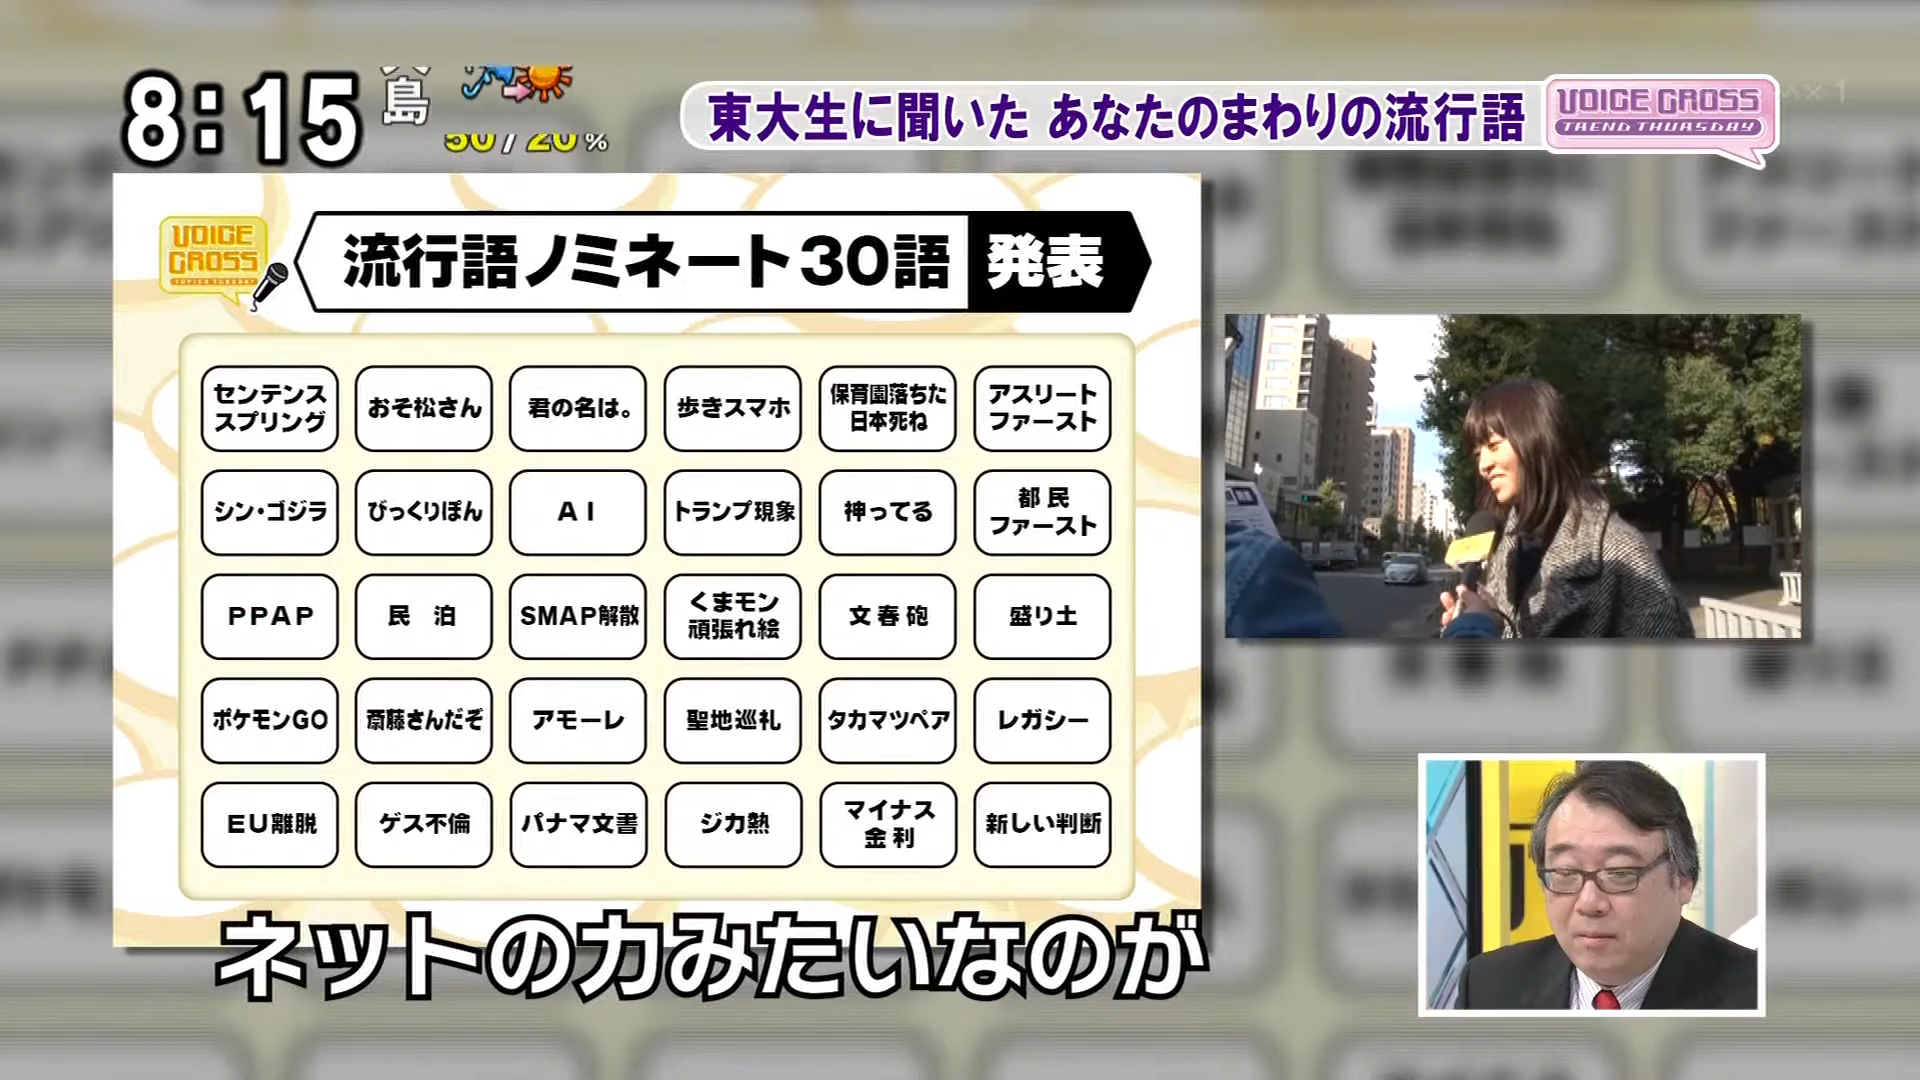 8:15
島
50/20%
東大生に聞いた あなたのまわりの流行語
VOICE CROSS
TREND THURSDAY
VOICE
CROSS
TOPICS TUESDAY
流行語ノミネート30語 発表
センテンス
スプリング
おそ松さん
君の名は。
歩きスマホ
保育園落ちた
日本死ね
アスリート
ファースト
シン・ゴジラ
びっくりぽん
AI
トランプ現象
神ってる
都民
ファースト
PPAP
民 泊
SMAP解散
くまモン
頑張れ絵
文春砲
盛り土
ポケモンGO
斎藤さんだぞ
アモーレ
聖地巡礼
タカマツペア
レガシー
EU離脱
ゲス不倫
パナマ文書
ジカ熱
マイナス
金利
新しい判断
ネットの力みたいなのが